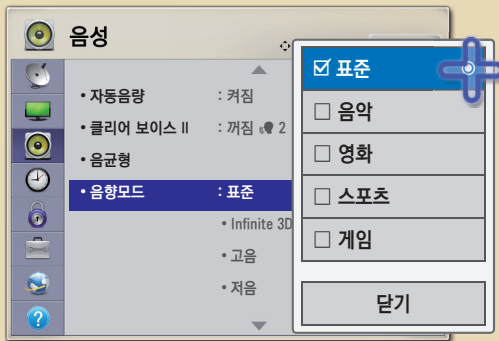 음성
• 자동음량 : 켜짐
• 클리어 보이스 II : 꺼짐 2
• 음균형
• 음향모드 : 표준
• Infinite 3D
• 고음
• 저음
?
표준
음악
영화
스포츠
게임
닫기